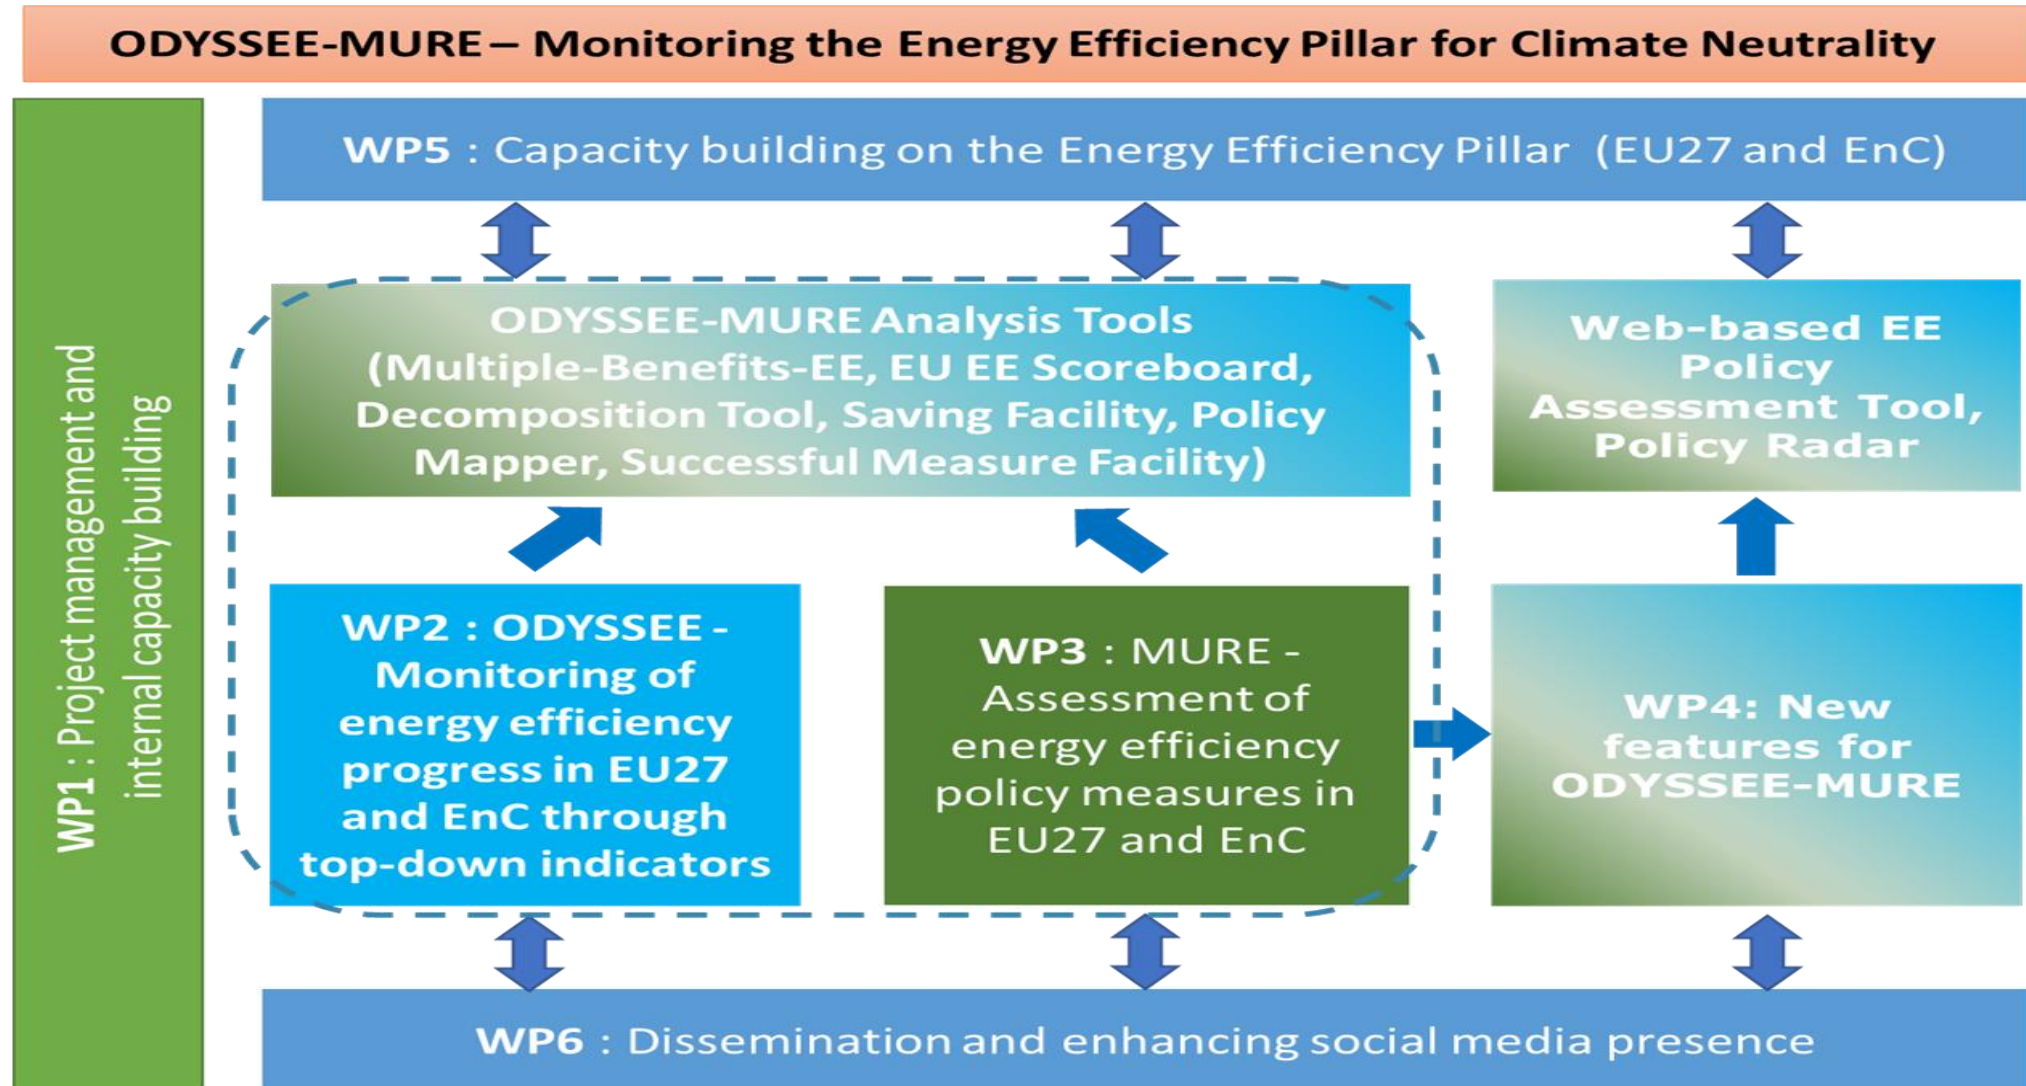 ODYSSEE-MURE – Monitoring the Energy Efficiency Pillar for Climate Neutrality
WP1 : Project management and
internal capacity building
WP5 : Capacity building on the Energy Efficiency Pillar (EU27 and EnC)
ODYSSEE-MURE Analysis Tools
(Multiple-Benefits-EE, EU EE Scoreboard,
Decomposition Tool, Saving Facility, Policy
Mapper, Successful Measure Facility)
Web-based EE
Policy
Assessment Tool,
Policy Radar
WP2 : ODYSSEE -
Monitoring of
energy efficiency
progress in EU27
and EnC through
top-down indicators
WP3 : MURE -
Assessment of
energy efficiency
policy measures in
EU27 and EnC
WP4: New
features for
ODYSSEE-MURE
WP6 : Dissemination and enhancing social media presence